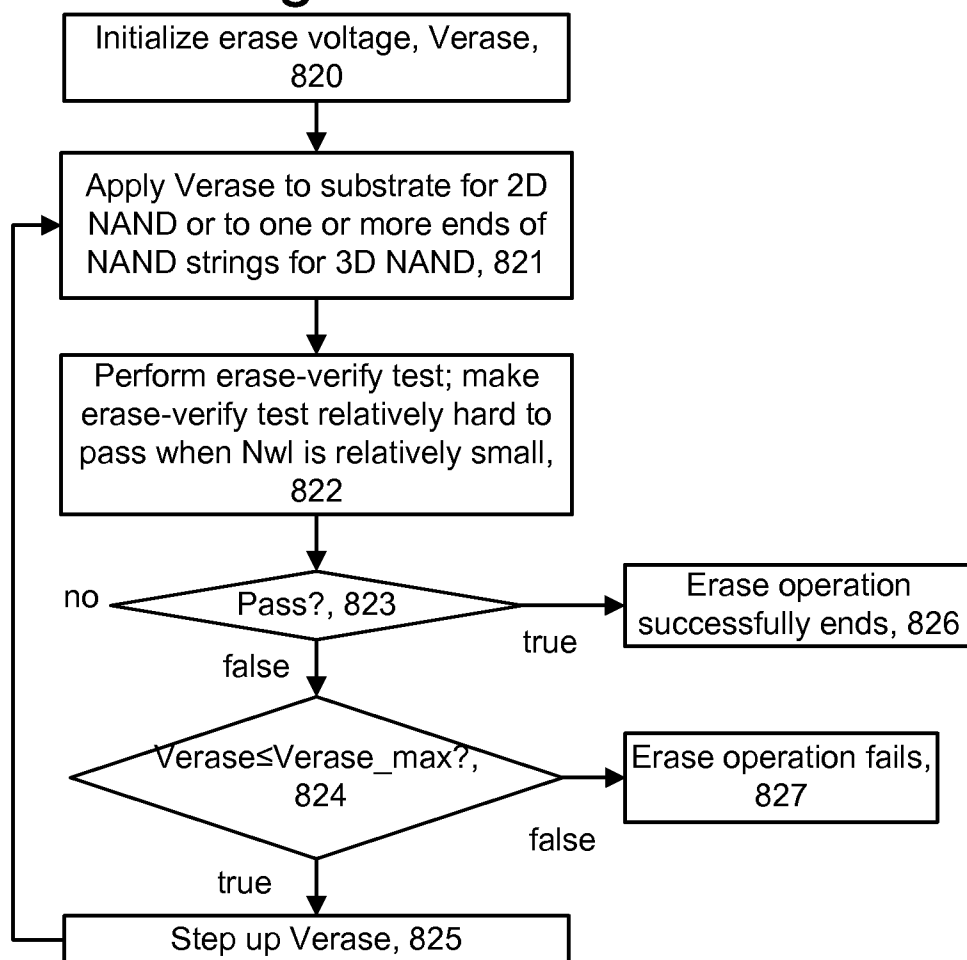 Initialize erase voltage, Verase,
820
Apply Verase to substrate for 2D
NAND or to one or more ends of
NAND strings for 3D NAND, 821
Perform erase-verify test; make
erase-verify test relatively hard to
pass when Nwl is relatively small,
822
no
Pass?, 823
true
Erase operation
successfully ends, 826
false
Verase≤Verase_max?,
824
false
Erase operation fails,
827
true
Step up Verase, 825